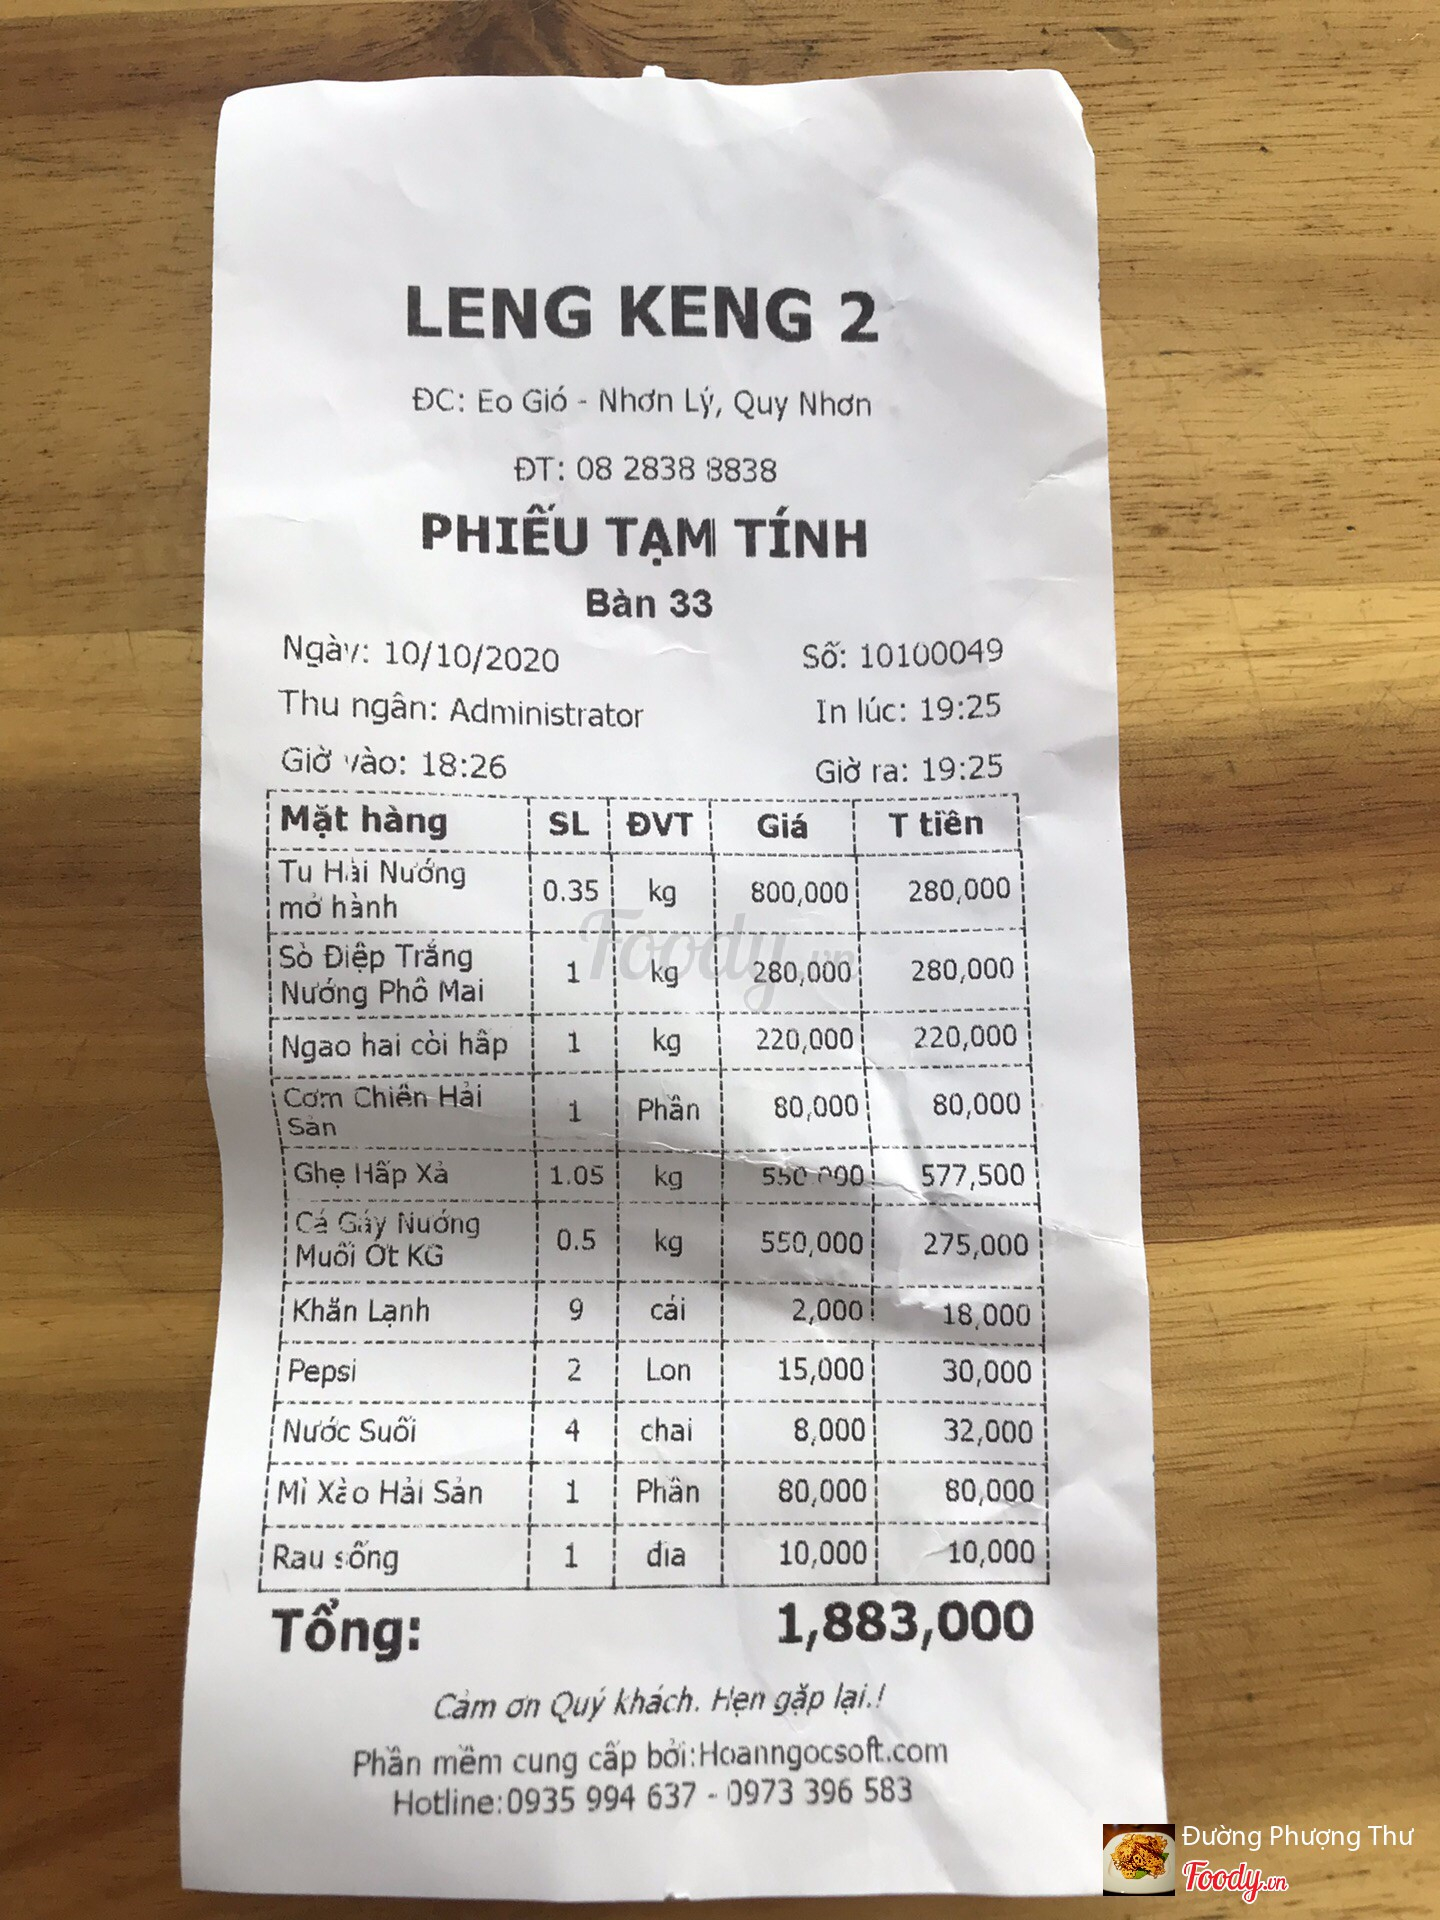 LENG KENG 2
ĐC: Eo Gió - Nhơn Lý, Quy Nhơn
ĐT: 08 2838 8838
PHIẾU TẠM TÍNH
Bàn 33
Ngày: 10/10/2020 Số: 10100049
Thu ngân: Administrator In lúc: 19:25
Giờ vào: 18:26 Giờ ra: 19:25
Mặt hàng SL ĐVT Giá T tiền
Tu Hài Nướng
mở hành 0.35 kg 800,000 280,000
Sò Điệp Trắng
Nướng Phô Mai 1 kg 280,000 280,000
Ngao hai còi hấp 1 kg 220,000 220,000
Cơm Chiên Hải
Sản 1 Phần 80,000 80,000
Ghẹ Hấp Xả 1.05 kg 550,000 577,500
Cá Gáy Nướng
Muối Ớt KG 0.5 kg 550,000 275,000
Khăn Lạnh 9 cái 2,000 18,000
Pepsi 2 Lon 15,000 30,000
Nước Suối 4 chai 8,000 32,000
Mì Xào Hải Sản 1 Phần 80,000 80,000
Rau sống 1 dĩa 10,000 10,000
Tổng: 1,883,000
Cảm ơn Quý khách. Hẹn gặp lại.!
Phần mềm cung cấp bởi:Hoanngocsoft.com
Hotline:0935 994 637 - 0973 396 583
Foody.vn
Đường Phượng Thư
Foody.vn